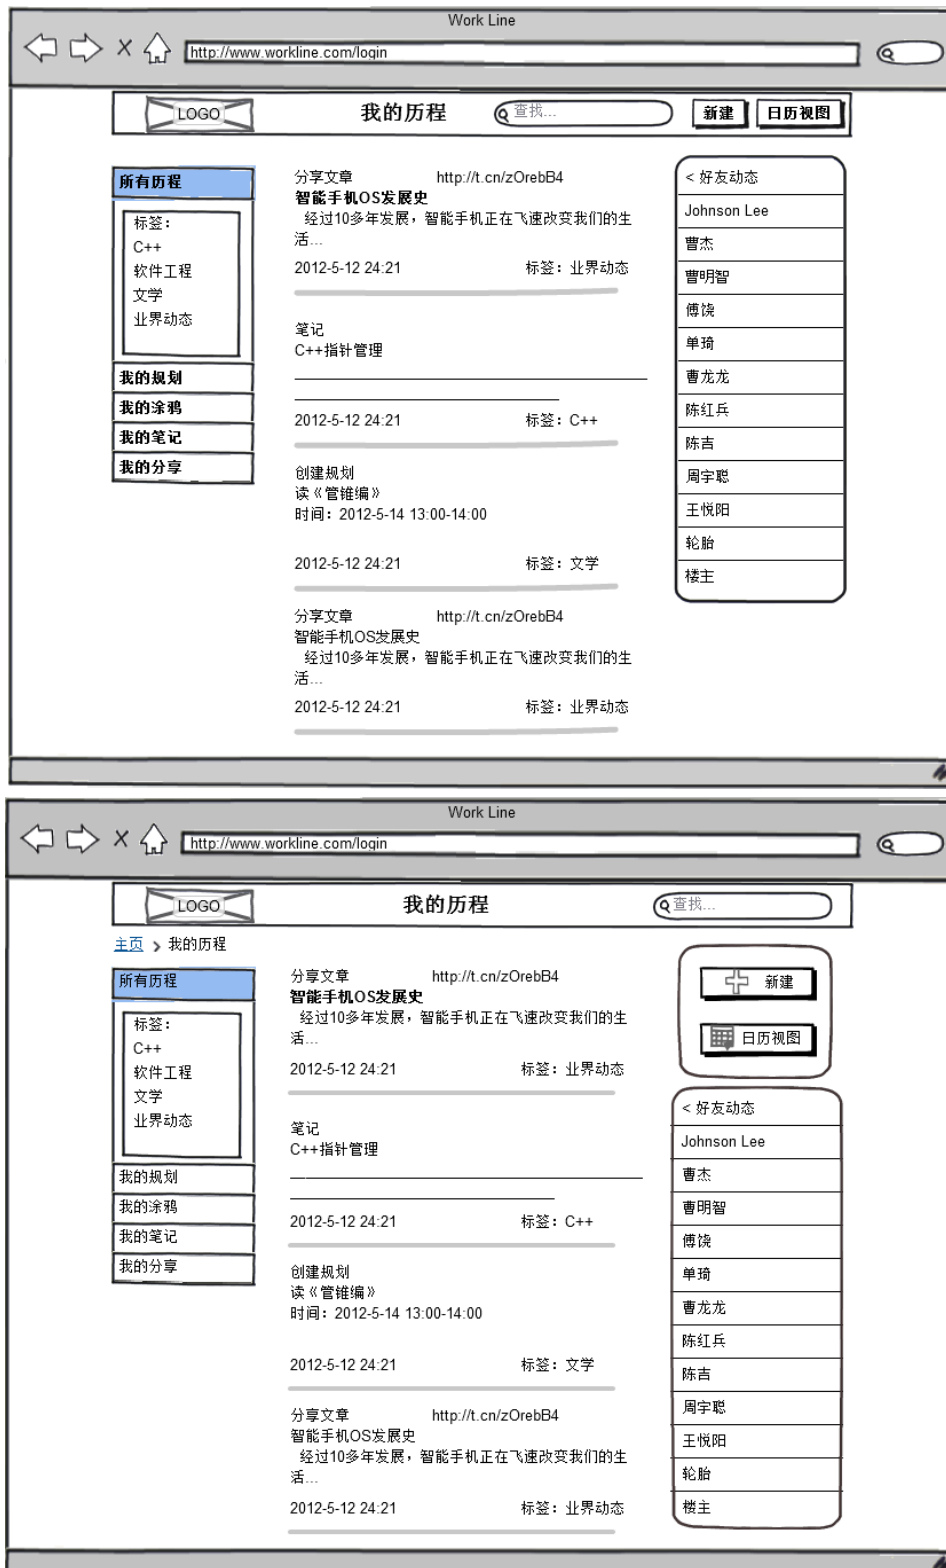 Work Line
http://www.workline.com/login
LOGO
我的历程
查找...
新建
日历视图
所有历程
标签：
C++
软件工程
文学
业界动态
我的规划
我的涂鸦
我的笔记
我的分享
分享文章 http://t.cn/zOrebB4
智能手机OS发展史
经过10多年发展，智能手机正在飞速改变我们的生
活...
2012-5-12 24:21 标签：业界动态
笔记
C++指针管理
2012-5-12 24:21 标签：C++
创建规划
读《管锥编》
时间：2012-5-14 13:00-14:00
2012-5-12 24:21 标签：文学
分享文章 http://t.cn/zOrebB4
智能手机OS发展史
经过10多年发展，智能手机正在飞速改变我们的生
活...
2012-5-12 24:21 标签：业界动态
< 好友动态
Johnson Lee
曹杰
曹明智
傅饶
单琦
曹龙龙
陈红兵
陈吉
周宇聪
王悦阳
轮胎
楼主
Work Line
http://www.workline.com/login
LOGO
我的历程
查找...
主页 > 我的历程
所有历程
标签：
C++
软件工程
文学
业界动态
我的规划
我的涂鸦
我的笔记
我的分享
分享文章 http://t.cn/zOrebB4
智能手机OS发展史
经过10多年发展，智能手机正在飞速改变我们的生
活...
2012-5-12 24:21 标签：业界动态
笔记
C++指针管理
2012-5-12 24:21 标签：C++
创建规划
读《管锥编》
时间：2012-5-14 13:00-14:00
2012-5-12 24:21 标签：文学
分享文章 http://t.cn/zOrebB4
智能手机OS发展史
经过10多年发展，智能手机正在飞速改变我们的生
活...
2012-5-12 24:21 标签：业界动态
新建
日历视图
< 好友动态
Johnson Lee
曹杰
曹明智
傅饶
单琦
曹龙龙
陈红兵
陈吉
周宇聪
王悦阳
轮胎
楼主